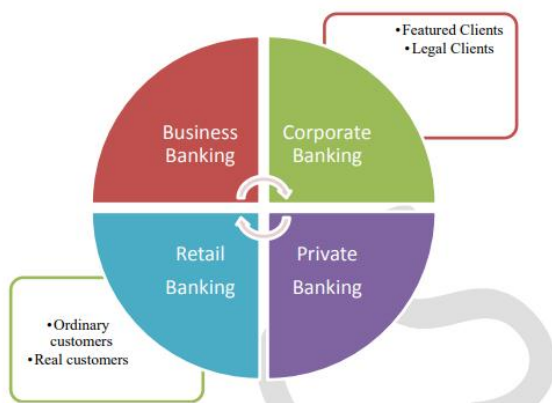 •Featured Clients
•Legal Clients
Business
Banking
Corporate
Banking
Retail
Banking
Private
Banking
•Ordinary
customers
•Real customers